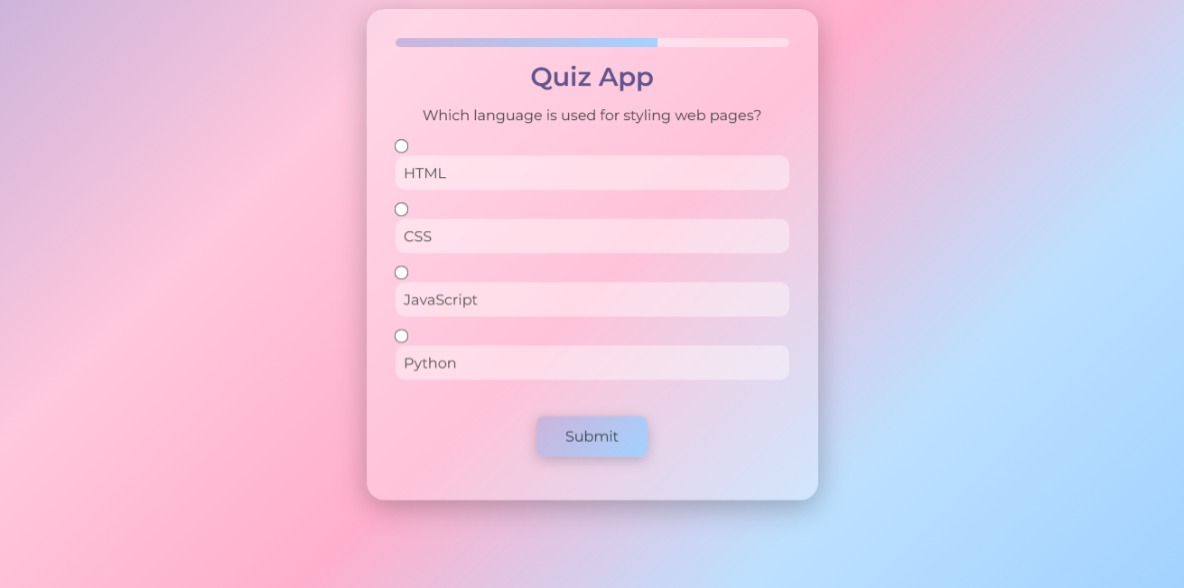 Quiz App
Which language is used for styling web pages?
HTML
CSS
JavaScript
Python
Submit